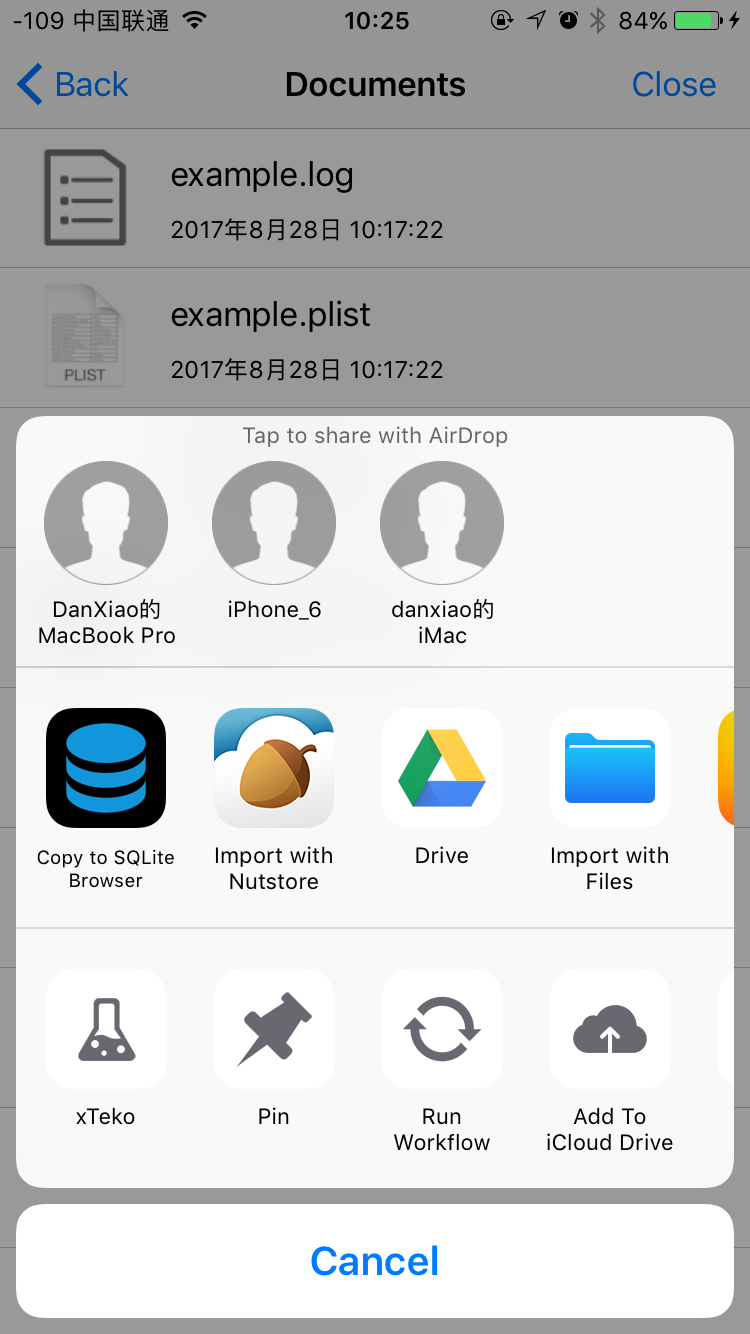 -109 中国联通 10:25 84%
Back Documents Close
example.log
2017年8月28日 10:17:22
example.plist
PLIST
2017年8月28日 10:17:22
Tap to share with AirDrop
DanXiao的
MacBook Pro
iPhone_6
danxiao的
iMac
Copy to SQLite
Browser
Import with
Nutstore
Drive
Import with
Files
xTeko
Pin
Run
Workflow
Add To
iCloud Drive
Cancel